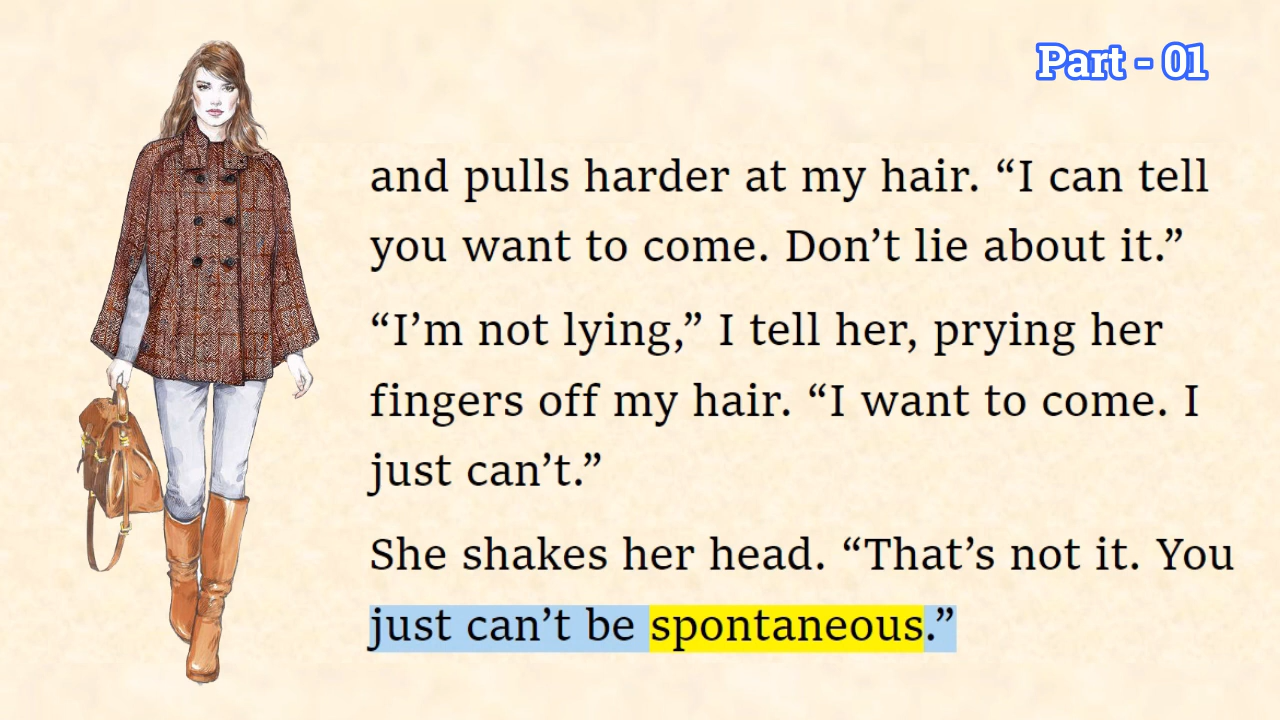 Part - 01
and pulls harder at my hair. “I can tell
you want to come. Don’t lie about it.”
“I’m not lying,” I tell her, prying her
fingers off my hair. “I want to come. I
just can’t.”
She shakes her head. “That’s not it. You
just can’t be spontaneous.”